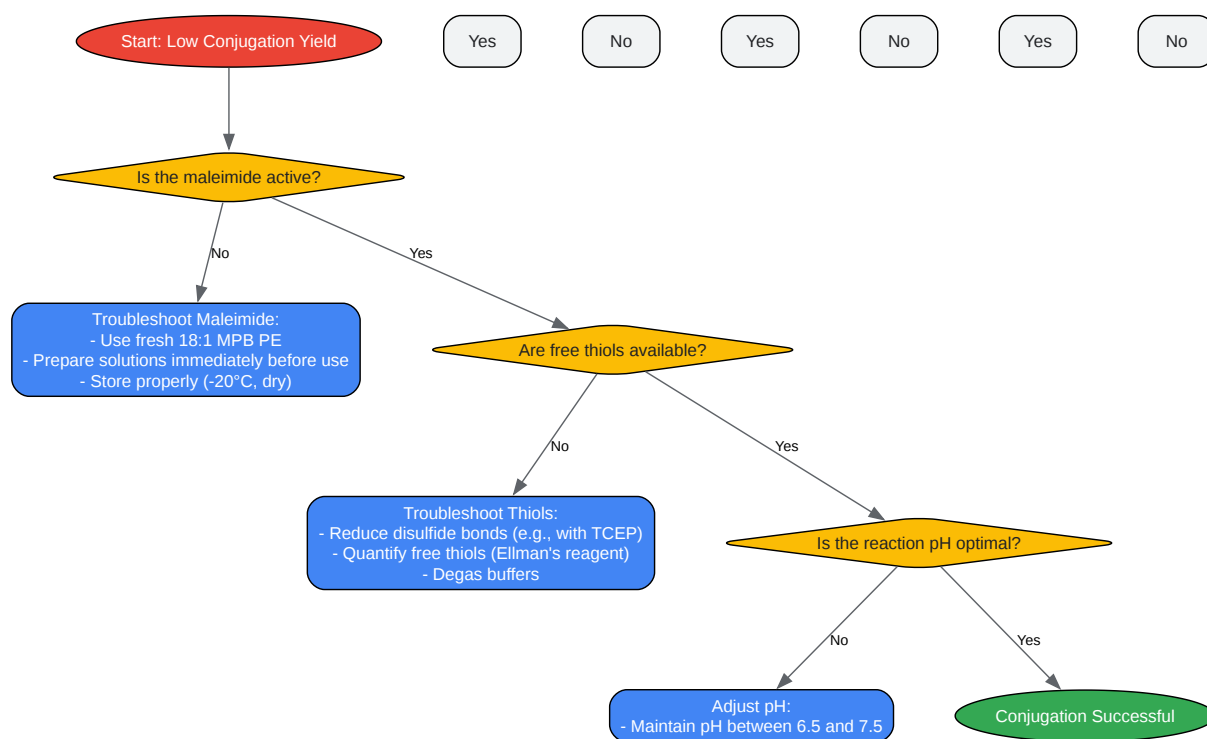 Start: Low Conjugation Yield
Yes
No
Yes
No
Yes
No
Is the maleimide active?
No
Yes
Troubleshoot Maleimide:
- Use fresh 18:1 MPB PE
- Prepare solutions immediately before use
- Store properly (-20°C, dry)
Are free thiols available?
No
Yes
Troubleshoot Thiols:
- Reduce disulfide bonds (e.g., with TCEP)
- Quantify free thiols (Ellman's reagent)
- Degas buffers
Is the reaction pH optimal?
No
Yes
Adjust pH:
- Maintain pH between 6.5 and 7.5
Conjugation Successful